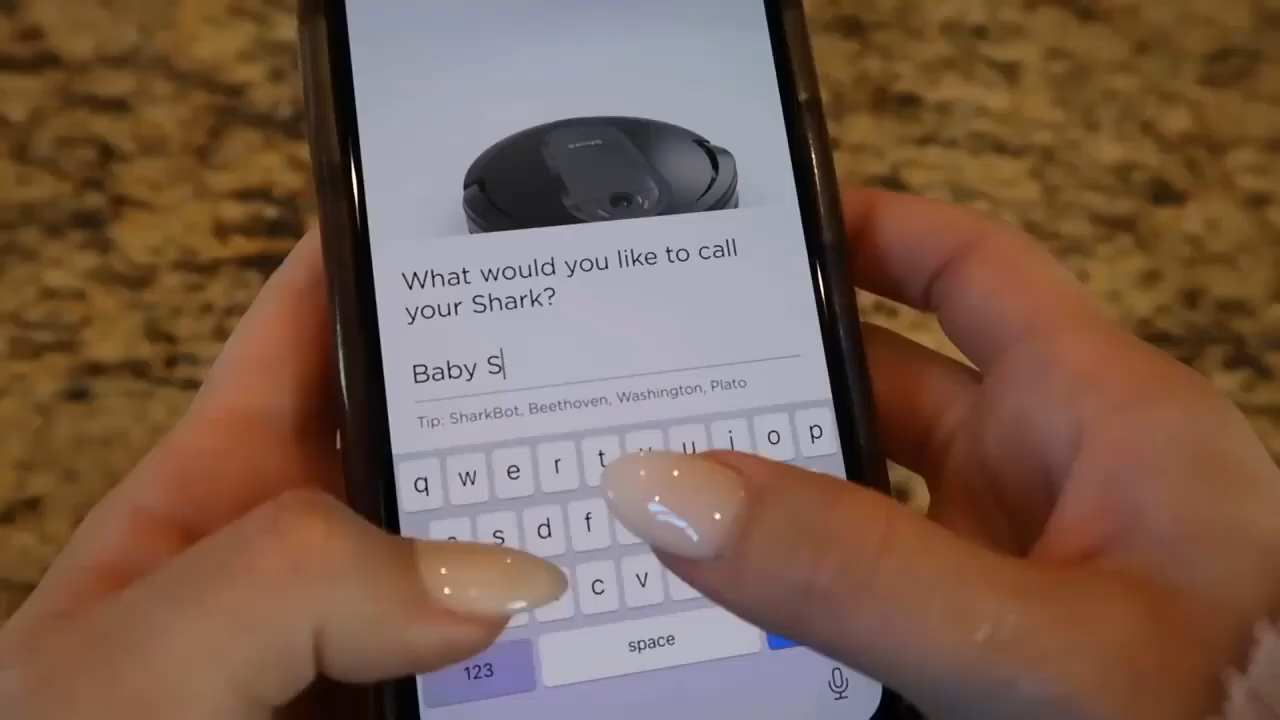 What would you like to call
your Shark?
Baby S
Tip: SharkBot, Beethoven, Washington, Plato
q w e r t u i o p
s d f
c v
123 space